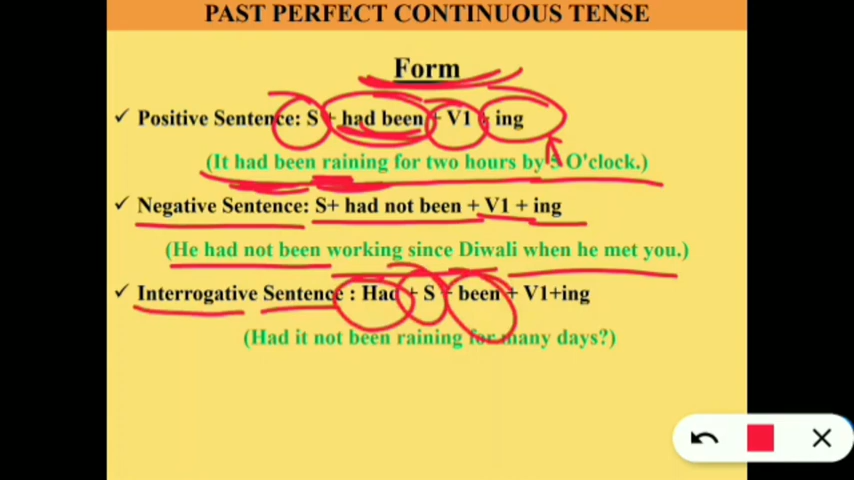 PAST PERFECT CONTINUOUS TENSE
Form
✓ Positive Sentence: S + had been + V1 + ing
(It had been raining for two hours by 5 O'clock.)
✓ Negative Sentence: S+ had not been + V1 + ing
(He had not been working since Diwali when he met you.)
✓ Interrogative Sentence : Had + S + been + V1+ing
(Had it not been raining for many days?)